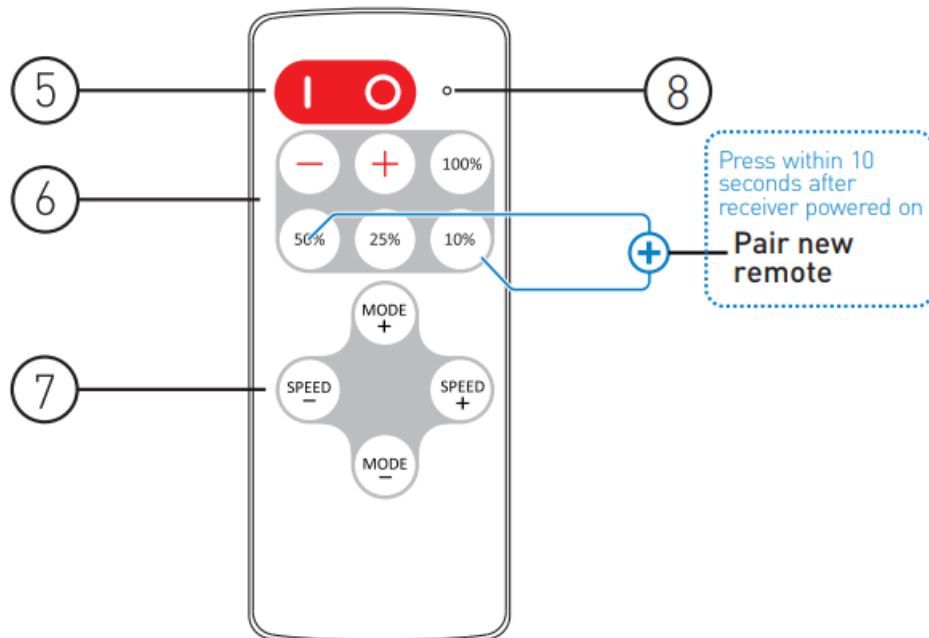 5
I O
8
− + 100%
6
50% 25% 10%
Press within 10
seconds after
receiver powered on
+
Pair new
remote
MODE
+
7
SPEED
−
SPEED
+
MODE
−